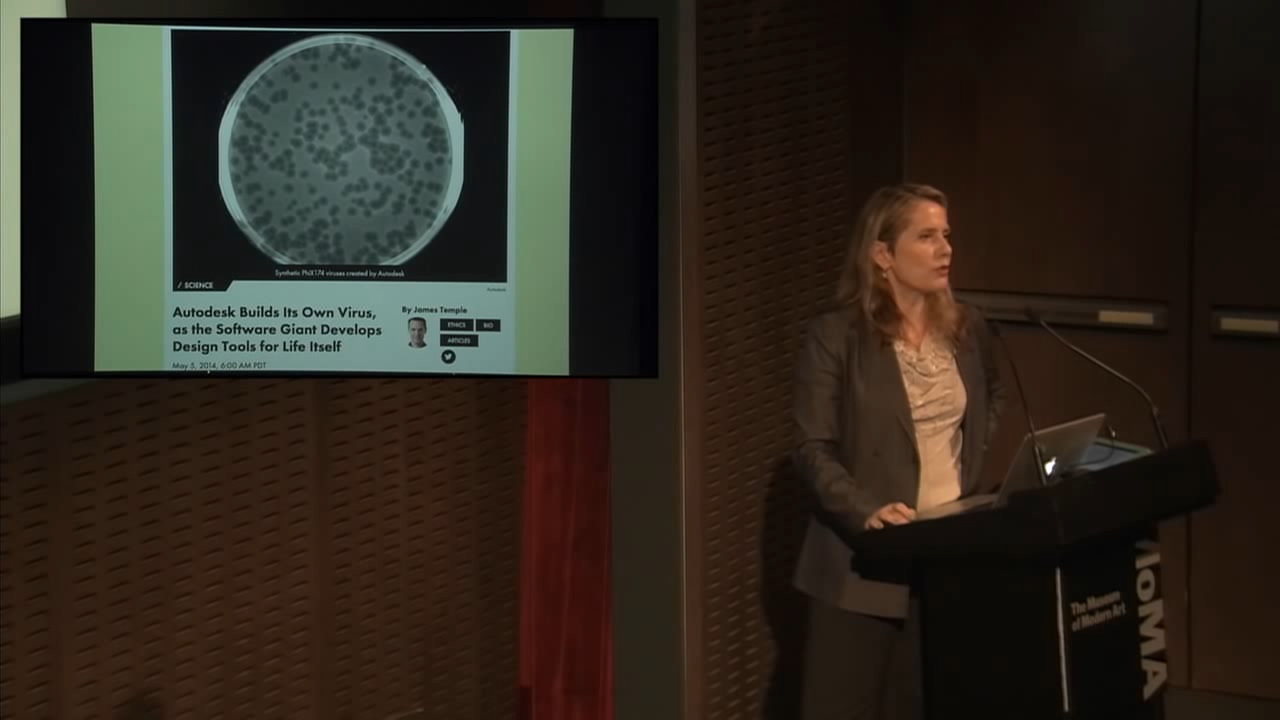 Synthetic PhiX174 viruses created by Autodesk
Autodesk
/ SCIENCE
Autodesk Builds Its Own Virus,
as the Software Giant Develops
Design Tools for Life Itself
May 5, 2014, 6:00 AM PDT
By James Temple
ETHICS
BIO
ARTICLES
The Museum
of Modern Art
MoMA